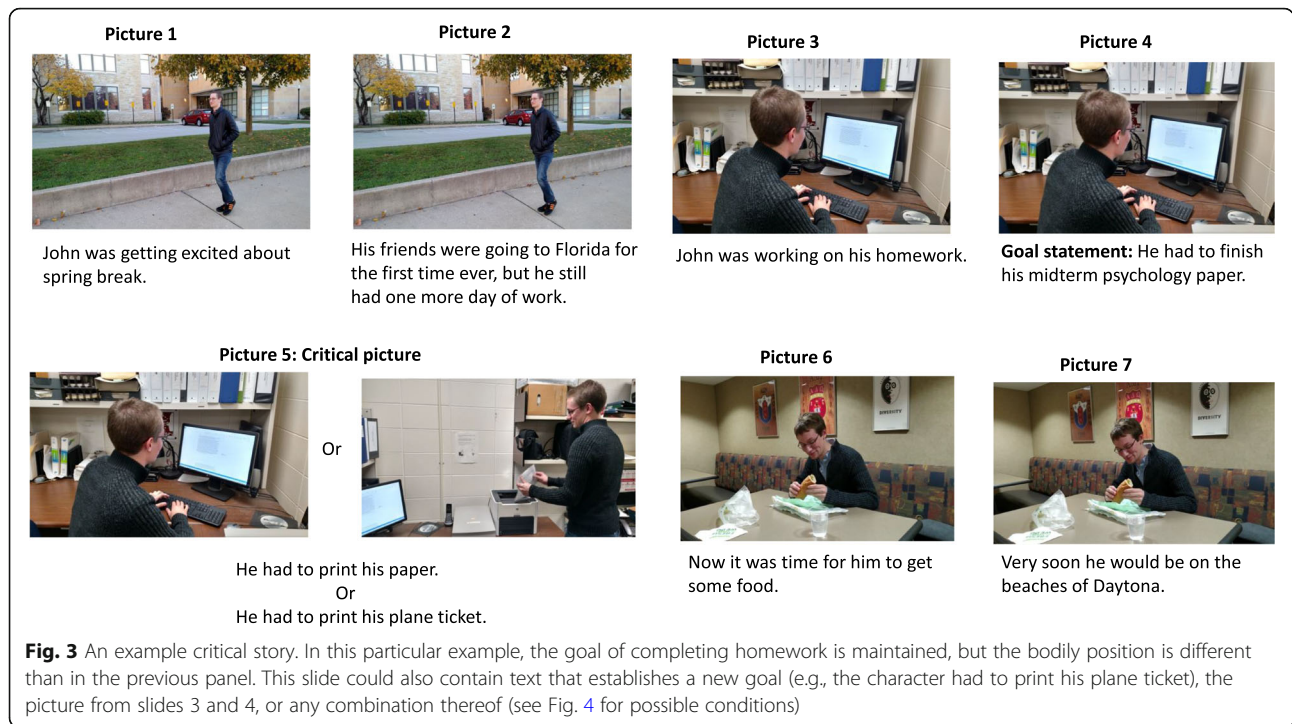 Picture 1
Picture 2
Picture 3
Picture 4
John was getting excited about
spring break.
His friends were going to Florida for
the first time ever, but he still
had one more day of work.
John was working on his homework.
Goal statement: He had to finish
his midterm psychology paper.
Picture 5: Critical picture
Picture 6
Picture 7
Or
DIVERSITY
DIVERSITY
He had to print his paper.
Or
He had to print his plane ticket.
Now it was time for him to get
some food.
Very soon he would be on the
beaches of Daytona.
Fig. 3 An example critical story. In this particular example, the goal of completing homework is maintained, but the bodily position is different
than in the previous panel. This slide could also contain text that establishes a new goal (e.g., the character had to print his plane ticket), the
picture from slides 3 and 4, or any combination thereof (see Fig. 4 for possible conditions)